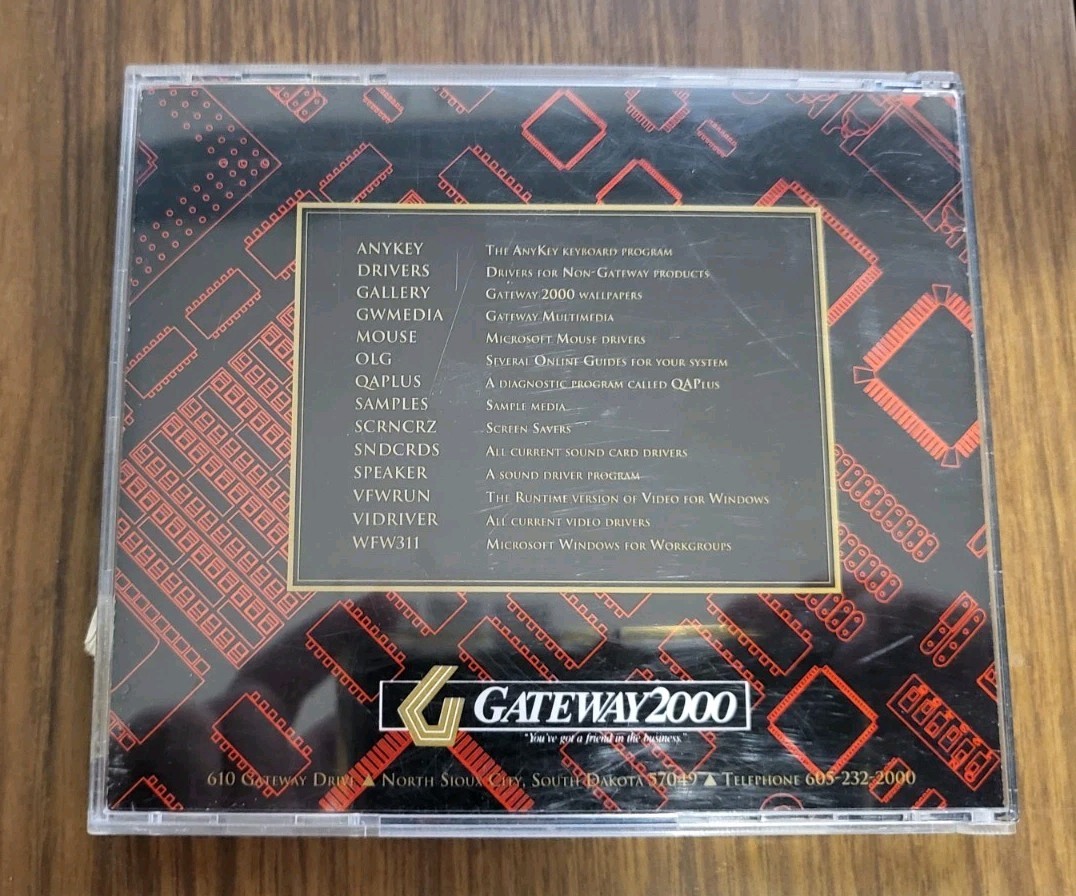 ANYKEY The AnyKey keyboard program
DRIVERS Drivers for Non-Gateway products
GALLERY Gateway 2000 wallpapers
GWMEDIA Gateway Multimedia
MOUSE Microsoft Mouse drivers
OLG Several Online Guides for your system
QAPLUS A diagnostic program called QAPlus
SAMPLES Sample media
SCRNCRZ Screen Savers
SNDCRDS All current sound card drivers
SPEAKER A sound driver program
VFWRUN The Runtime version of Video for Windows
VIDRIVER All current video drivers
WFW311 Microsoft Windows for Workgroups
GATEWAY2000
"You've got a friend in the business."
610 Gateway Drive ▲ North Sioux City, South Dakota 57049 ▲ Telephone 605-232-2000